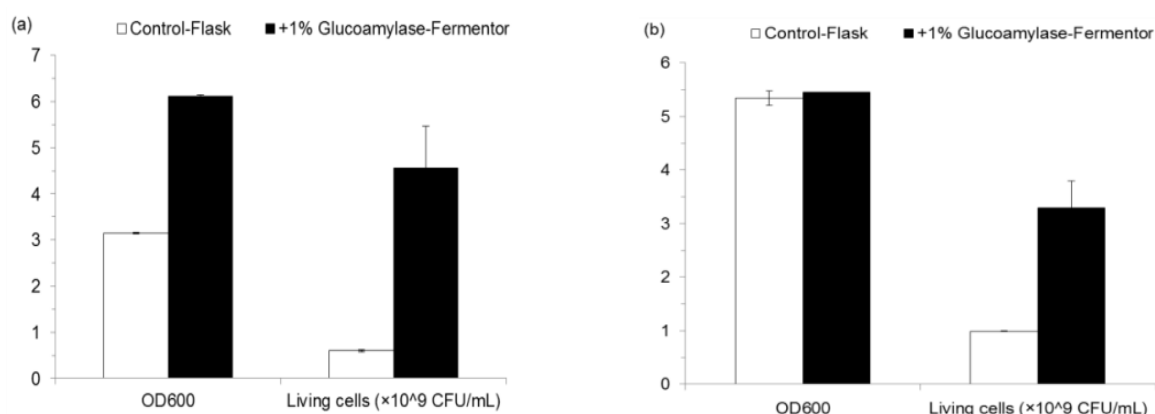 (a)
Control-Flask +1% Glucoamylase-Fermentor
7
6
5
4
3
2
1
0
OD600 Living cells (×10^9 CFU/mL)
(b)
Control-Flask +1% Glucoamylase-Fermentor
6
5
4
3
2
1
0
OD600 Living cells (×10^9 CFU/mL)